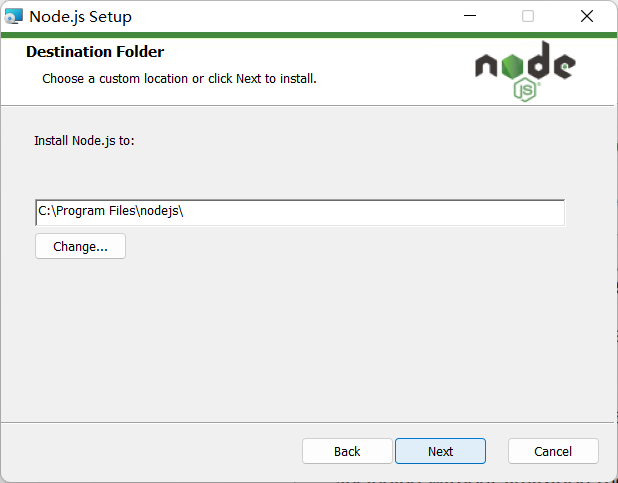 Node.js Setup
Destination Folder
Choose a custom location or click Next to install.
node
JS
Install Node.js to:
C:\Program Files\nodejs\
Change...
Back
Next
Cancel